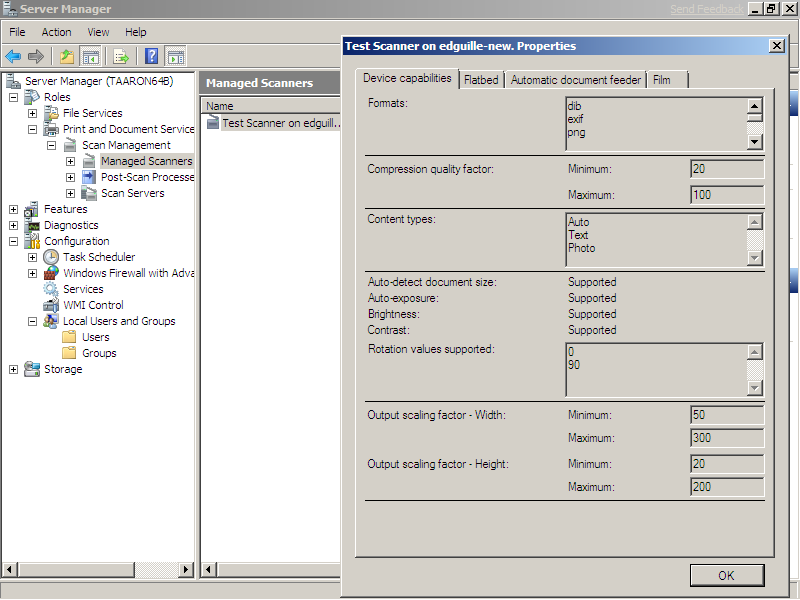 Server Manager
Send Feedback
File Action View Help
Server Manager (TAARON64B)
Roles
File Services
Print and Document Service
Scan Management
Managed Scanners
Post-Scan Processe
Scan Servers
Features
Diagnostics
Configuration
Task Scheduler
Windows Firewall with Adva
Services
WMI Control
Local Users and Groups
Users
Groups
Storage
Managed Scanners
Name
Test Scanner on edguill...
Test Scanner on edguille-new. Properties
Device capabilities Flatbed Automatic document feeder Film
Formats:
dib
exif
png
Compression quality factor: Minimum: 20
Maximum: 100
Content types:
Auto
Text
Photo
Auto-detect document size: Supported
Auto-exposure: Supported
Brightness: Supported
Contrast: Supported
Rotation values supported:
0
90
Output scaling factor - Width: Minimum: 50
Maximum: 300
Output scaling factor - Height: Minimum: 20
Maximum: 200
OK